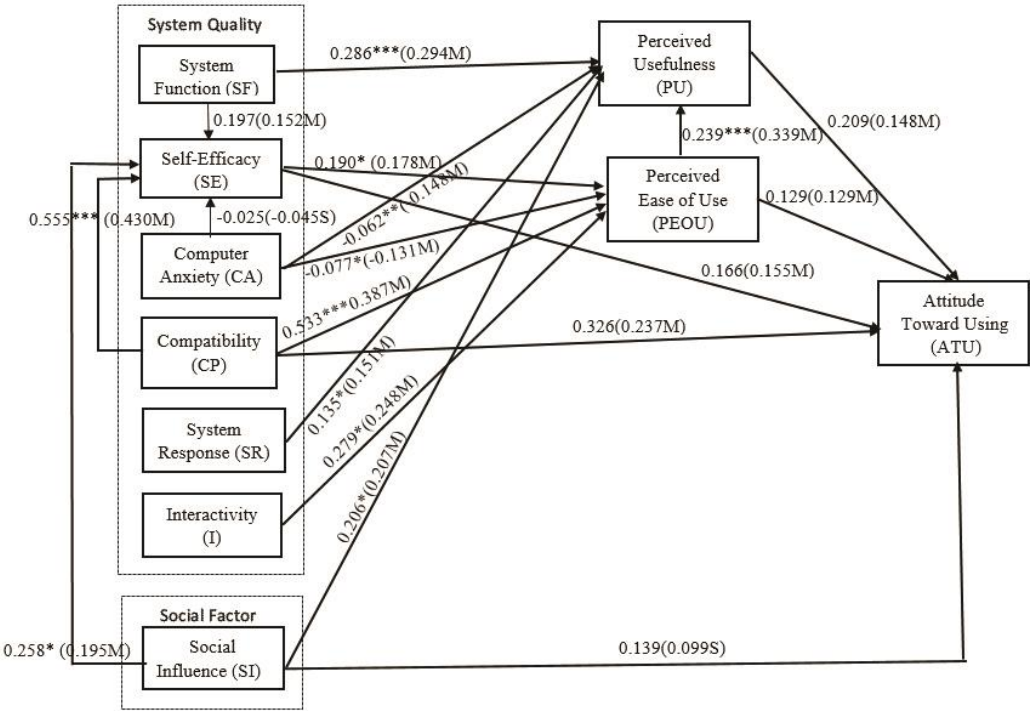 System Quality
System
Function (SF)
0.286***(0.294M)
Perceived
Usefulness
(PU)
0.197(0.152M)
0.209(0.148M)
0.239***(0.339M)
Self-Efficacy
(SE)
0.190* (0.178M)
Perceived
Ease of Use
(PEOU)
0.129(0.129M)
0.555*** (0.430M)
-0.025(-0.045S)
-0.062**(-0.148M)
Computer
Anxiety (CA)
-0.077*(-0.131M)
0.166(0.155M)
Attitude
Toward Using
(ATU)
Compatibility
(CP)
0.533***0.387M)
0.326(0.237M)
System
Response (SR)
0.135*(0.151M)
0.279*(0.248M)
Interactivity
(I)
0.206*(0.207M)
Social Factor
Social
Influence (SI)
0.258* (0.195M)
0.139(0.099S)